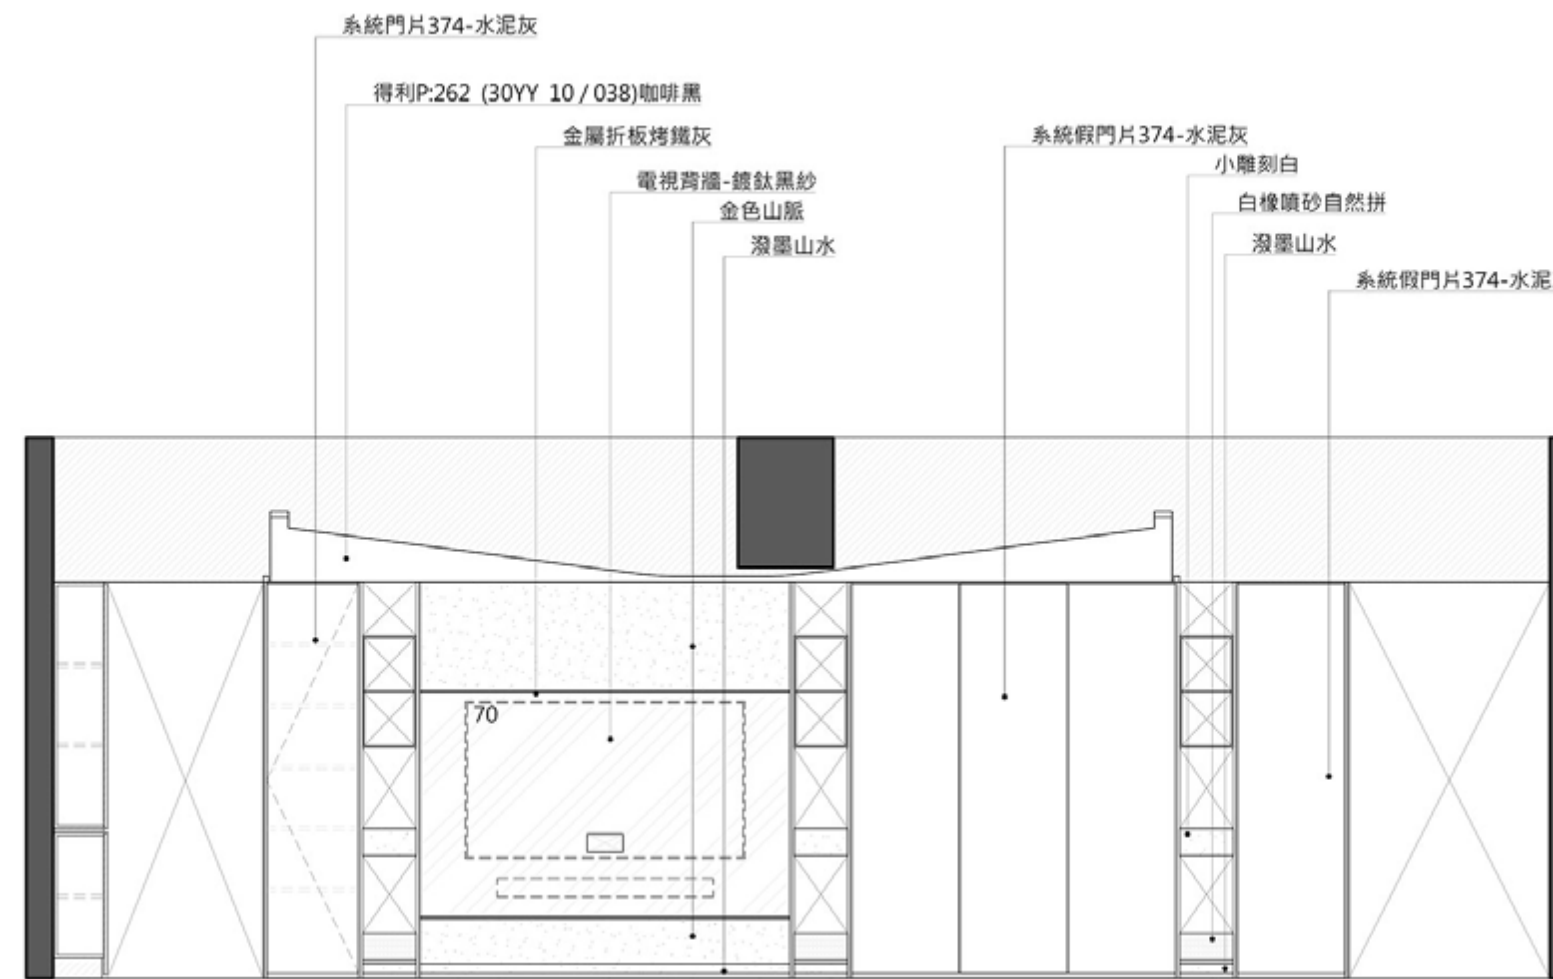 系統門片374-水泥灰
得利P:262 (30YY 10 / 038)咖啡黑
金屬折板烤鐵灰
系統假門片374-水泥灰
小雕刻白
電視背牆-鍍鈦黑紗
白橡噴砂自然拼
金色山脈
潑墨山水
潑墨山水
系統假門片374-水泥
70